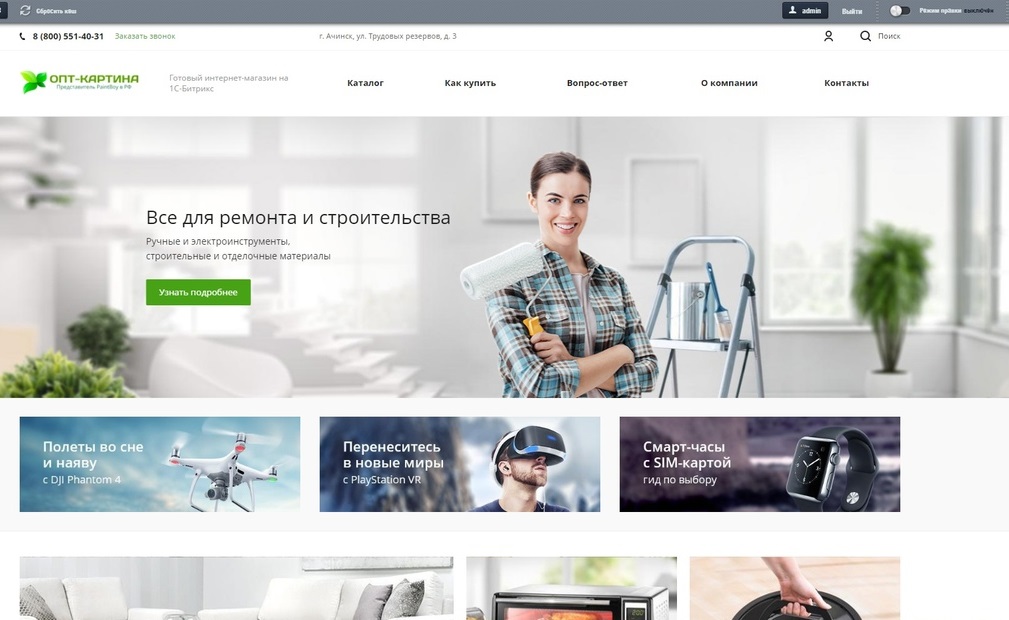 Сбросить кэш
admin
Выйти
Режим правки выключен
8 (800) 551-40-31
Заказать звонок
г. Ачинск, ул. Трудовых резервов, д. 3
Поиск
ОПТ-КАРТИНА
Представитель PaintBoy в РФ
Готовый интернет-магазин на
1С-Битрикс
Каталог
Как купить
Вопрос-ответ
О компании
Контакты
Все для ремонта и строительства
Ручные и электроинструменты,
строительные и отделочные материалы
Узнать подробнее
Полеты во сне
и наяву
с DJI Phantom 4
Перенеситесь
в новые миры
с PlayStation VR
Смарт-часы
с SIM-картой
гид по выбору